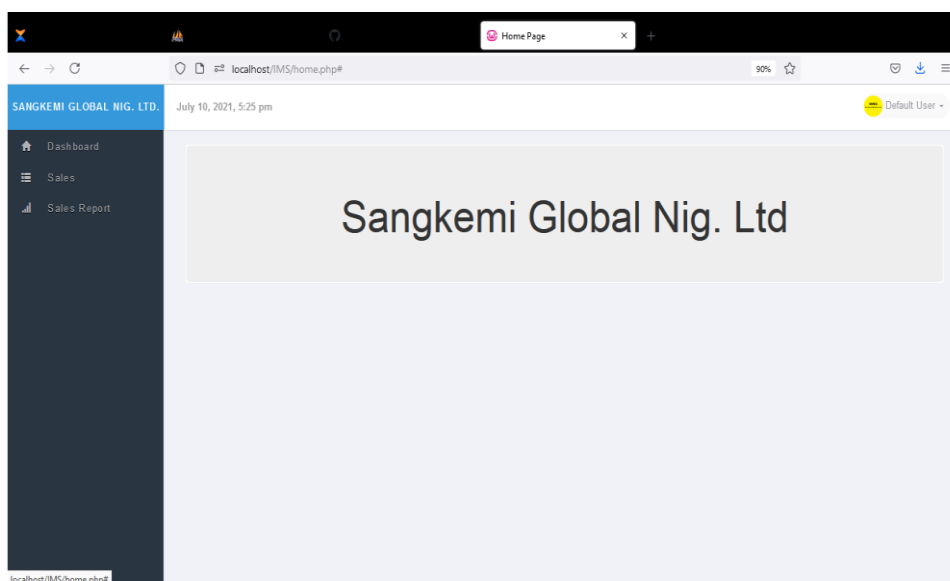 Home Page
localhost/IMS/home.php#
90%
SANGKEMI GLOBAL NIG. LTD.
July 10, 2021, 5:25 pm
Default User
Dashboard
Sales
Sales Report
Sangkemi Global Nig. Ltd
localhost/IMS/home.php#